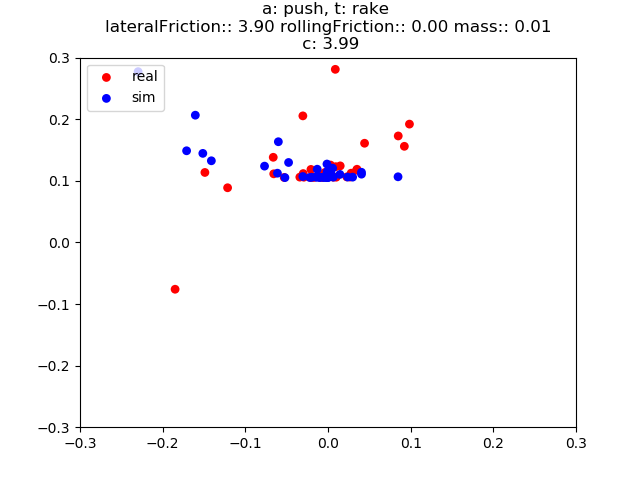 a: push, t: rake
lateralFriction:: 3.90 rollingFriction:: 0.00 mass:: 0.01
c: 3.99
real
sim
0.3
0.2
0.1
0.0
−0.1
−0.2
−0.3
−0.3
−0.2
−0.1
0.0
0.1
0.2
0.3